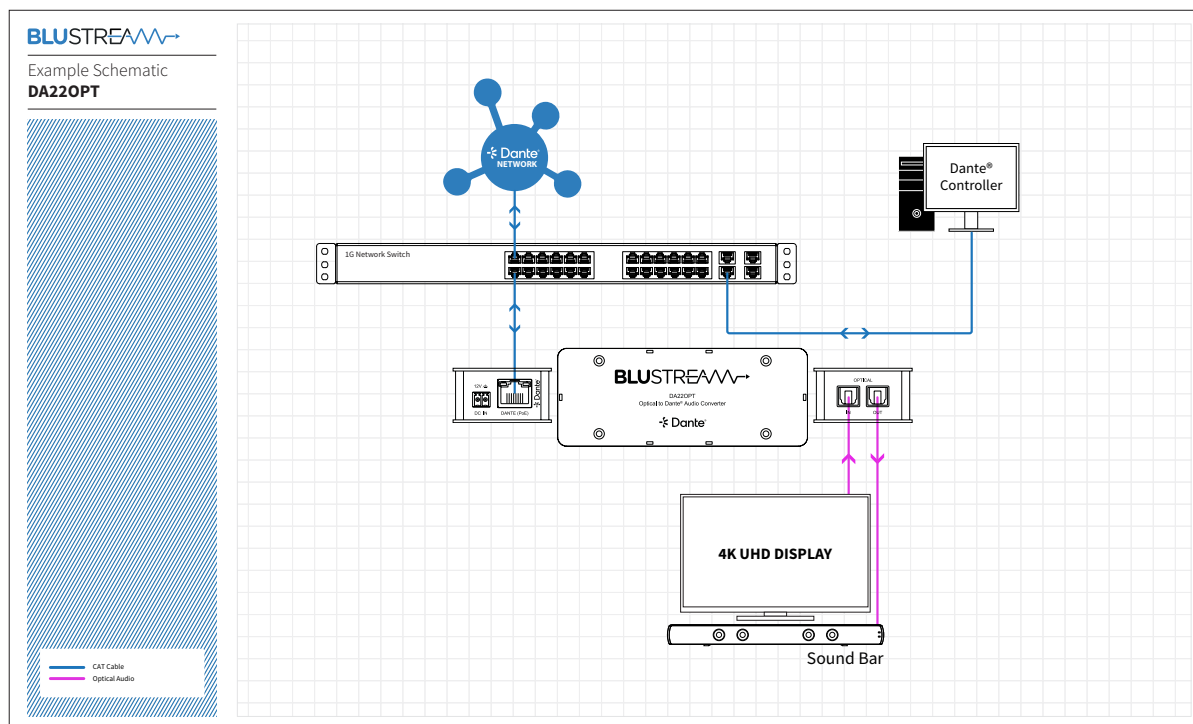 BLUSTREAM
Example Schematic
DA22OPT
Dante®
NETWORK
Dante®
Controller
1G Network Switch
12V
DC IN
DANTE (PoE)
Dante®
BLUSTREAM
DA22OPT
Optical to Dante® Audio Converter
Dante®
OPTICAL
IN
OUT
4K UHD DISPLAY
Sound Bar
CAT Cable
Optical Audio